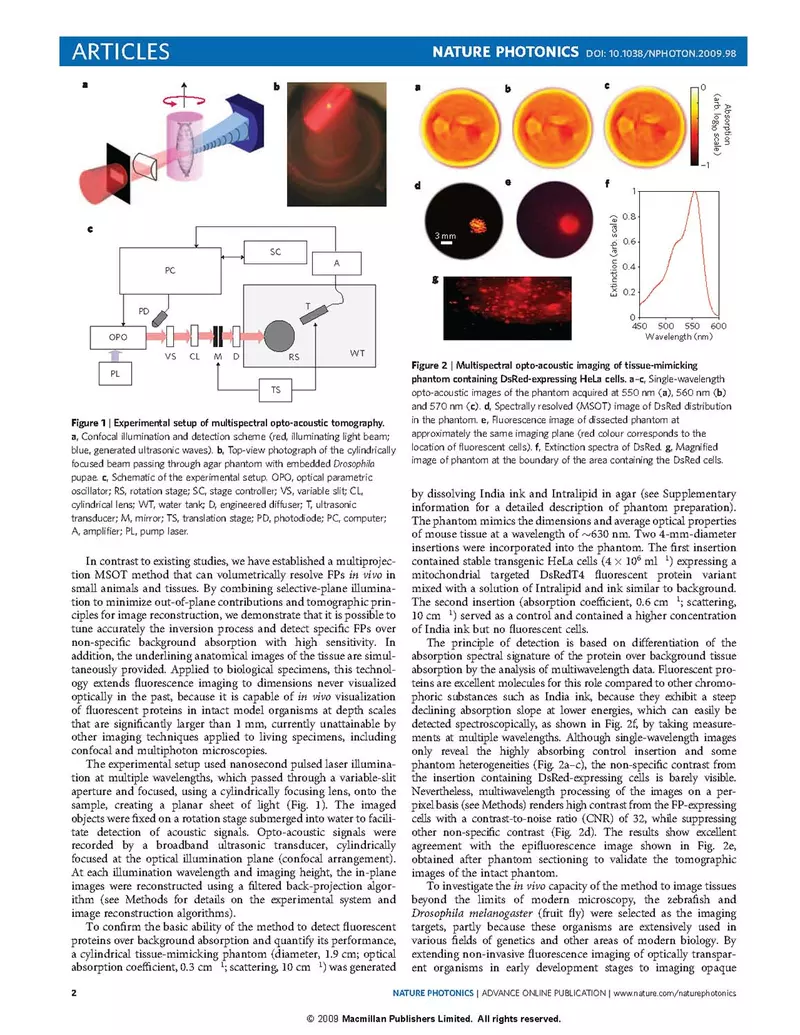 ARTICLES
NATURE PHOTONICS DOI: 10.1038/NPHOTON.2009.98
a
b
c
PC
SC
A
PD
T
OPO
VS
CL
M
D
RS
WT
PL
TS
Figure 1 | Experimental setup of multispectral opto-acoustic tomography.
a, Confocal illumination and detection scheme (red, illuminating light beam;
blue, generated ultrasonic waves). b, Top-view photograph of the cylindrically
focused beam passing through agar phantom with embedded Drosophila
pupae. c, Schematic of the experimental setup. OPO, optical parametric
oscillator; RS, rotation stage; SC, stage controller; VS, variable slit; CL,
cylindrical lens; WT, water tank; D, engineered diffuser; T, ultrasonic
transducer; M, mirror; TS, translation stage; PD, photodiode; PC, computer;
A, amplifier; PL, pump laser.
In contrast to existing studies, we have established a multiprojec-
tion MSOT method that can volumetrically resolve FPs in vivo in
small animals and tissues. By combining selective-plane illumina-
tion to minimize out-of-plane contributions and tomographic prin-
ciples for image reconstruction, we demonstrate that it is possible to
tune accurately the inversion process and detect specific FPs over
non-specific background absorption with high sensitivity. In
addition, the underlining anatomical images of the tissue are simul-
taneously provided. Applied to biological specimens, this technol-
ogy extends fluorescence imaging to dimensions never visualized
optically in the past, because it is capable of in vivo visualization
of fluorescent proteins in intact model organisms at depth scales
that are significantly larger than 1 mm, currently unattainable by
other imaging techniques applied to living specimens, including
confocal and multiphoton microscopies.
The experimental setup used nanosecond pulsed laser illumina-
tion at multiple wavelengths, which passed through a variable-slit
aperture and focused, using a cylindrically focusing lens, onto the
sample, creating a planar sheet of light (Fig. 1). The imaged
objects were fixed on a rotation stage submerged into water to facili-
tate detection of acoustic signals. Opto-acoustic signals were
recorded by a broadband ultrasonic transducer, cylindrically
focused at the optical illumination plane (confocal arrangement).
At each illumination wavelength and imaging height, the in-plane
images were reconstructed using a filtered back-projection algor-
ithm (see Methods for details on the experimental system and
image reconstruction algorithms).
To confirm the basic ability of the method to detect fluorescent
proteins over background absorption and quantify its performance,
a cylindrical tissue-mimicking phantom (diameter, 1.9 cm; optical
absorption coefficient, 0.3 cm 1; scattering, 10 cm 1) was generated
a
b
c
0
Absorption
(arb. log10 scale)
−1
d
3 mm
e
f
1
0.8
0.6
0.4
0.2
0
Extinction (arb. scale)
450 500 550 600
Wavelength (nm)
g
Figure 2 | Multispectral opto-acoustic imaging of tissue-mimicking
phantom containing DsRed-expressing HeLa cells. a–c, Single-wavelength
opto-acoustic images of the phantom acquired at 550 nm (a), 560 nm (b)
and 570 nm (c). d, Spectrally resolved (MSOT) image of DsRed distribution
in the phantom. e, Fluorescence image of dissected phantom at
approximately the same imaging plane (red colour corresponds to the
location of fluorescent cells). f, Extinction spectra of DsRed. g, Magnified
image of phantom at the boundary of the area containing the DsRed cells.
by dissolving India ink and Intralipid in agar (see Supplementary
information for a detailed description of phantom preparation).
The phantom mimics the dimensions and average optical properties
of mouse tissue at a wavelength of ~630 nm. Two 4-mm-diameter
insertions were incorporated into the phantom. The first insertion
contained stable transgenic HeLa cells (4 × 10⁶ ml 1) expressing a
mitochondrial targeted DsRedT4 fluorescent protein variant
mixed with a solution of Intralipid and ink similar to background.
The second insertion (absorption coefficient, 0.6 cm 1; scattering,
10 cm 1) served as a control and contained a higher concentration
of India ink but no fluorescent cells.
The principle of detection is based on differentiation of the
absorption spectral signature of the protein over background tissue
absorption by the analysis of multiwavelength data. Fluorescent pro-
teins are excellent molecules for this role compared to other chromo-
phoric substances such as India ink, because they exhibit a steep
declining absorption slope at lower energies, which can easily be
detected spectroscopically, as shown in Fig. 2f, by taking measure-
ments at multiple wavelengths. Although single-wavelength images
only reveal the highly absorbing control insertion and some
phantom heterogeneities (Fig. 2a–c), the non-specific contrast from
the insertion containing DsRed-expressing cells is barely visible.
Nevertheless, multiwavelength processing of the images on a per-
pixel basis (see Methods) renders high contrast from the FP-expressing
cells with a contrast-to-noise ratio (CNR) of 32, while suppressing
other non-specific contrast (Fig. 2d). The results show excellent
agreement with the epifluorescence image shown in Fig. 2e,
obtained after phantom sectioning to validate the tomographic
images of the intact phantom.
To investigate the in vivo capacity of the method to image tissues
beyond the limits of modern microscopy, the zebrafish and
Drosophila melanogaster (fruit fly) were selected as the imaging
targets, partly because these organisms are extensively used in
various fields of genetics and other areas of modern biology. By
extending non-invasive fluorescence imaging of optically transpar-
ent organisms in early development stages to imaging opaque
2
NATURE PHOTONICS | ADVANCE ONLINE PUBLICATION | www.nature.com/naturephotonics
© 2009 Macmillan Publishers Limited. All rights reserved.